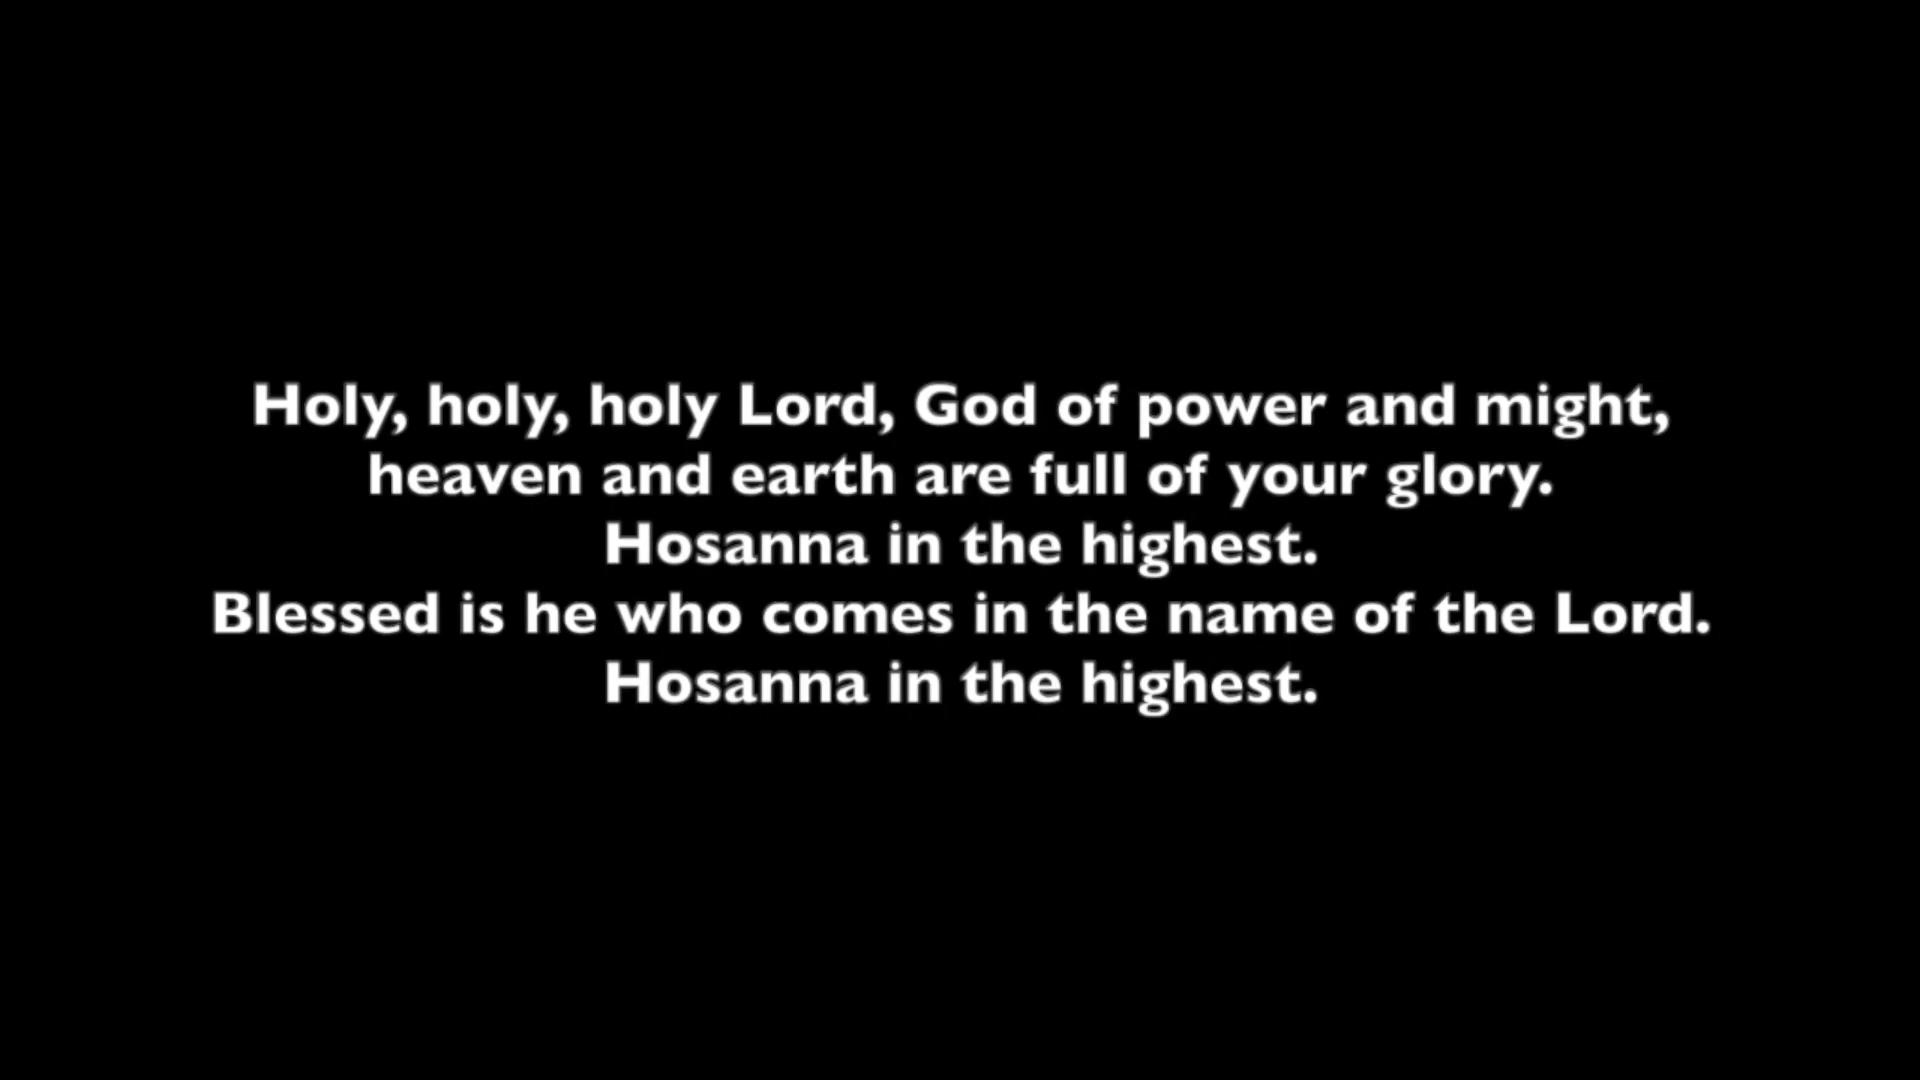 Holy, holy, holy Lord, God of power and might,
heaven and earth are full of your glory.
Hosanna in the highest.
Blessed is he who comes in the name of the Lord.
Hosanna in the highest.